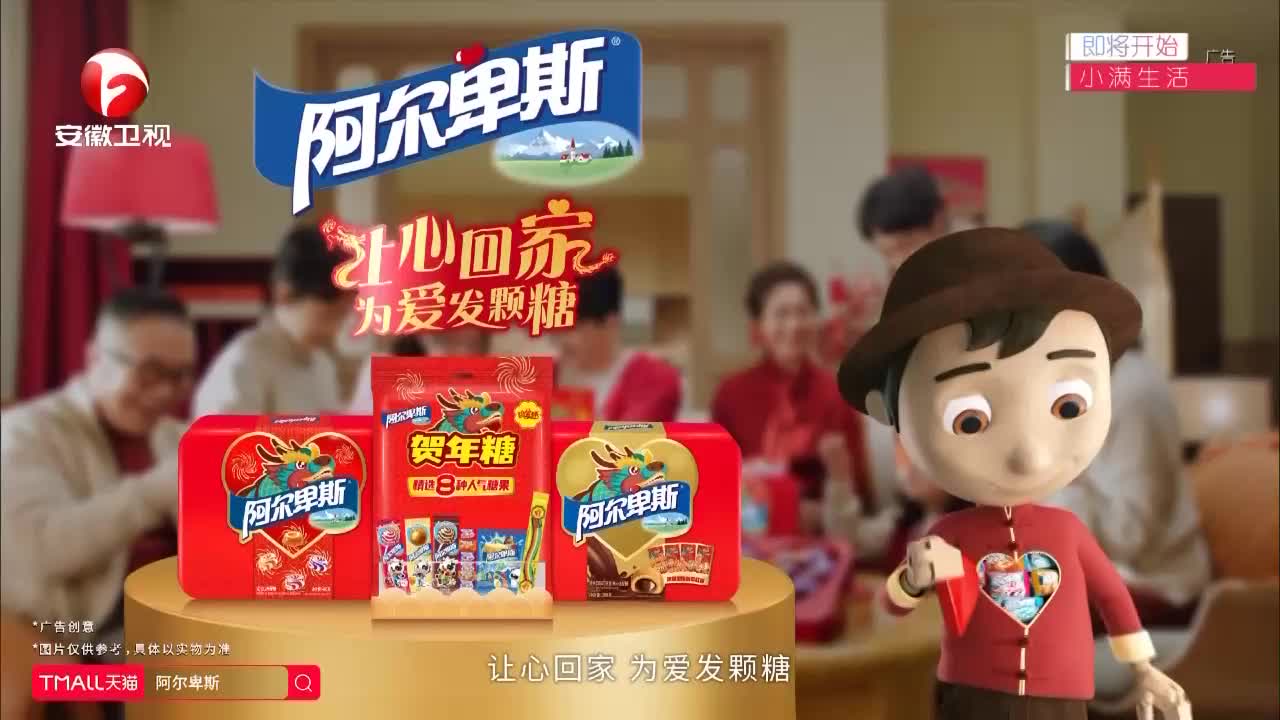 安徽卫视
即将开始
小满生活
广告
阿尔卑斯®
让心回家
为爱发颗糖
阿尔卑斯
阿尔卑斯
贺年糖
精选8种人气糖果
阿尔卑斯
*广告创意
*图片仅供参考,具体以实物为准
TMALL天猫
阿尔卑斯
让心回家 为爱发颗糖